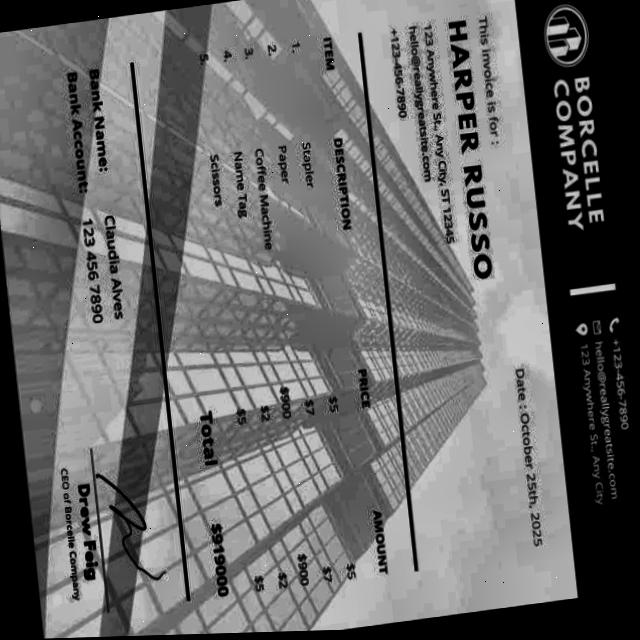 BORCELLE
COMPANY
+123-456-7890
hello@reallygreatsite.com
123 Anywhere St., Any City
This invoice is for :
HARPER RUSSO
123 Anywhere St., Any City, ST 12345
hello@reallygreatsite.com
+123-456-7890
Date : October 25th, 2025
ITEM DISCRIPTION PRICE AMOUNT
1. Stapler $5 $5
2. Paper $7 $7
3. Coffee Machine $900 $900
4. Name Tag $2 $2
5. Scissors $5 $5
Total $919000
Bank Name: Claudia Alves
Bank Account: 123 456 7890
Drew Feig
CEO of Borcelle Company